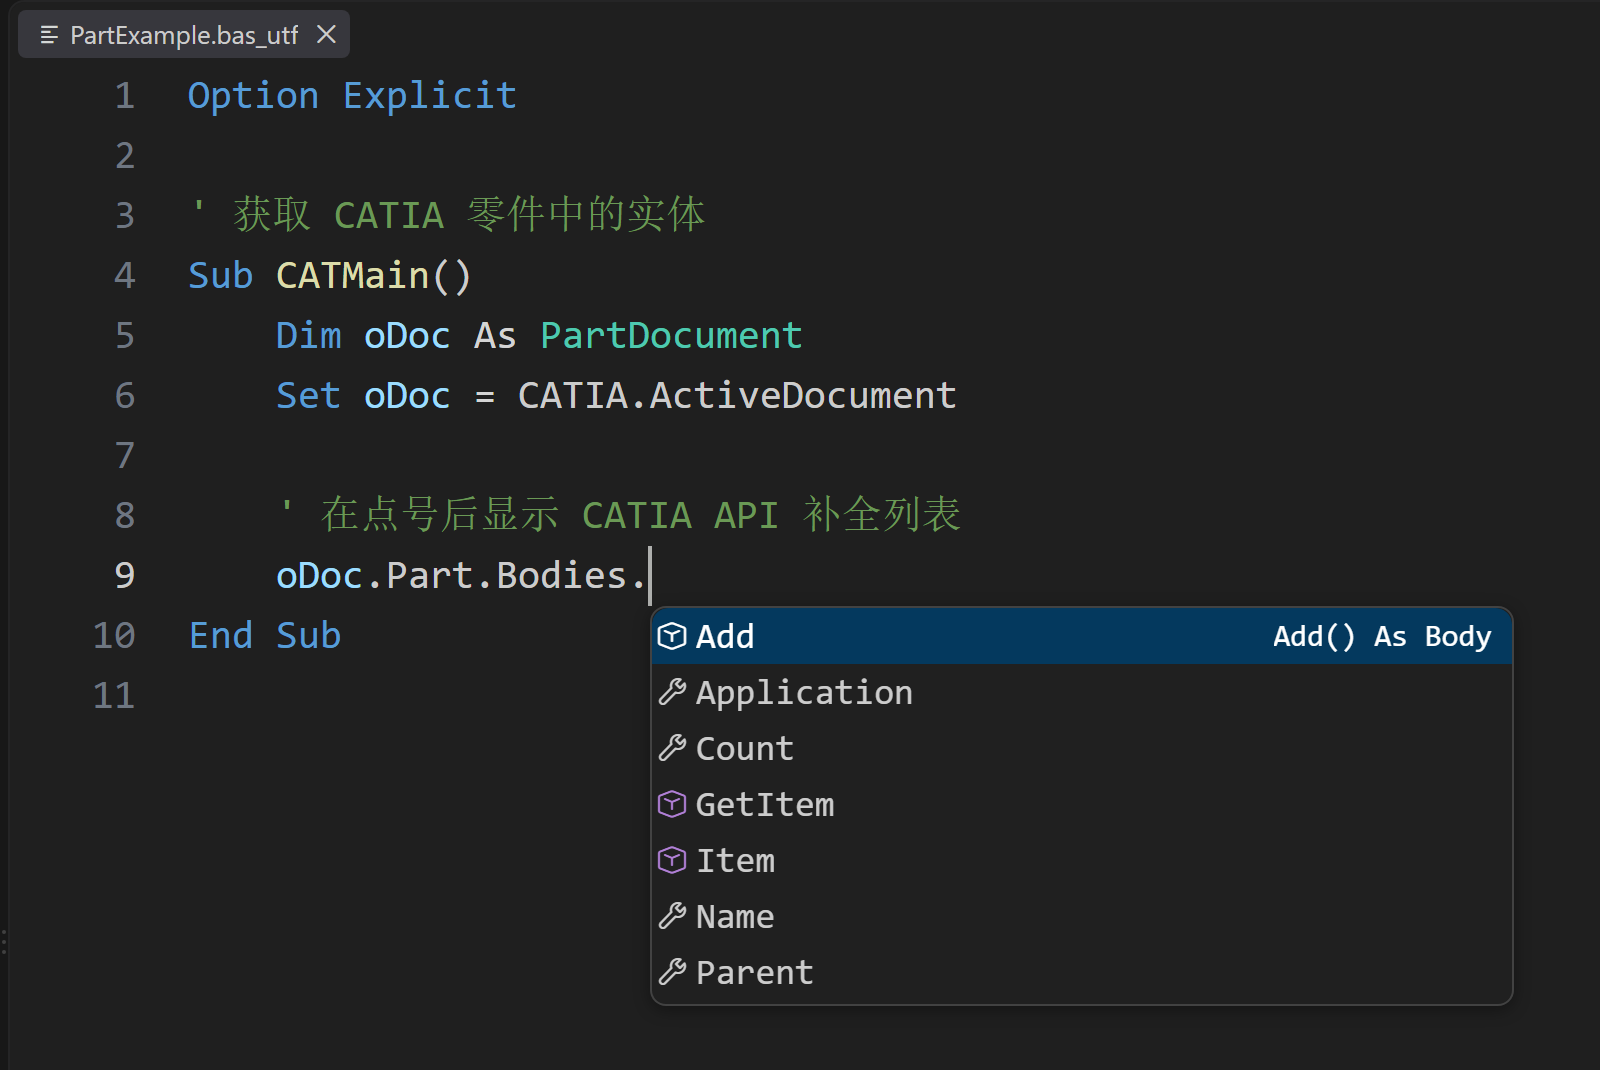 PartExample.bas_utf
1 Option Explicit
2
3 ' 获取 CATIA 零件中的实体
4 Sub CATMain()
5 Dim oDoc As PartDocument
6 Set oDoc = CATIA.ActiveDocument
7
8 ' 在点号后显示 CATIA API 补全列表
9 oDoc.Part.Bodies.
10 End Sub
11
Add Add() As Body
Application
Count
GetItem
Item
Name
Parent